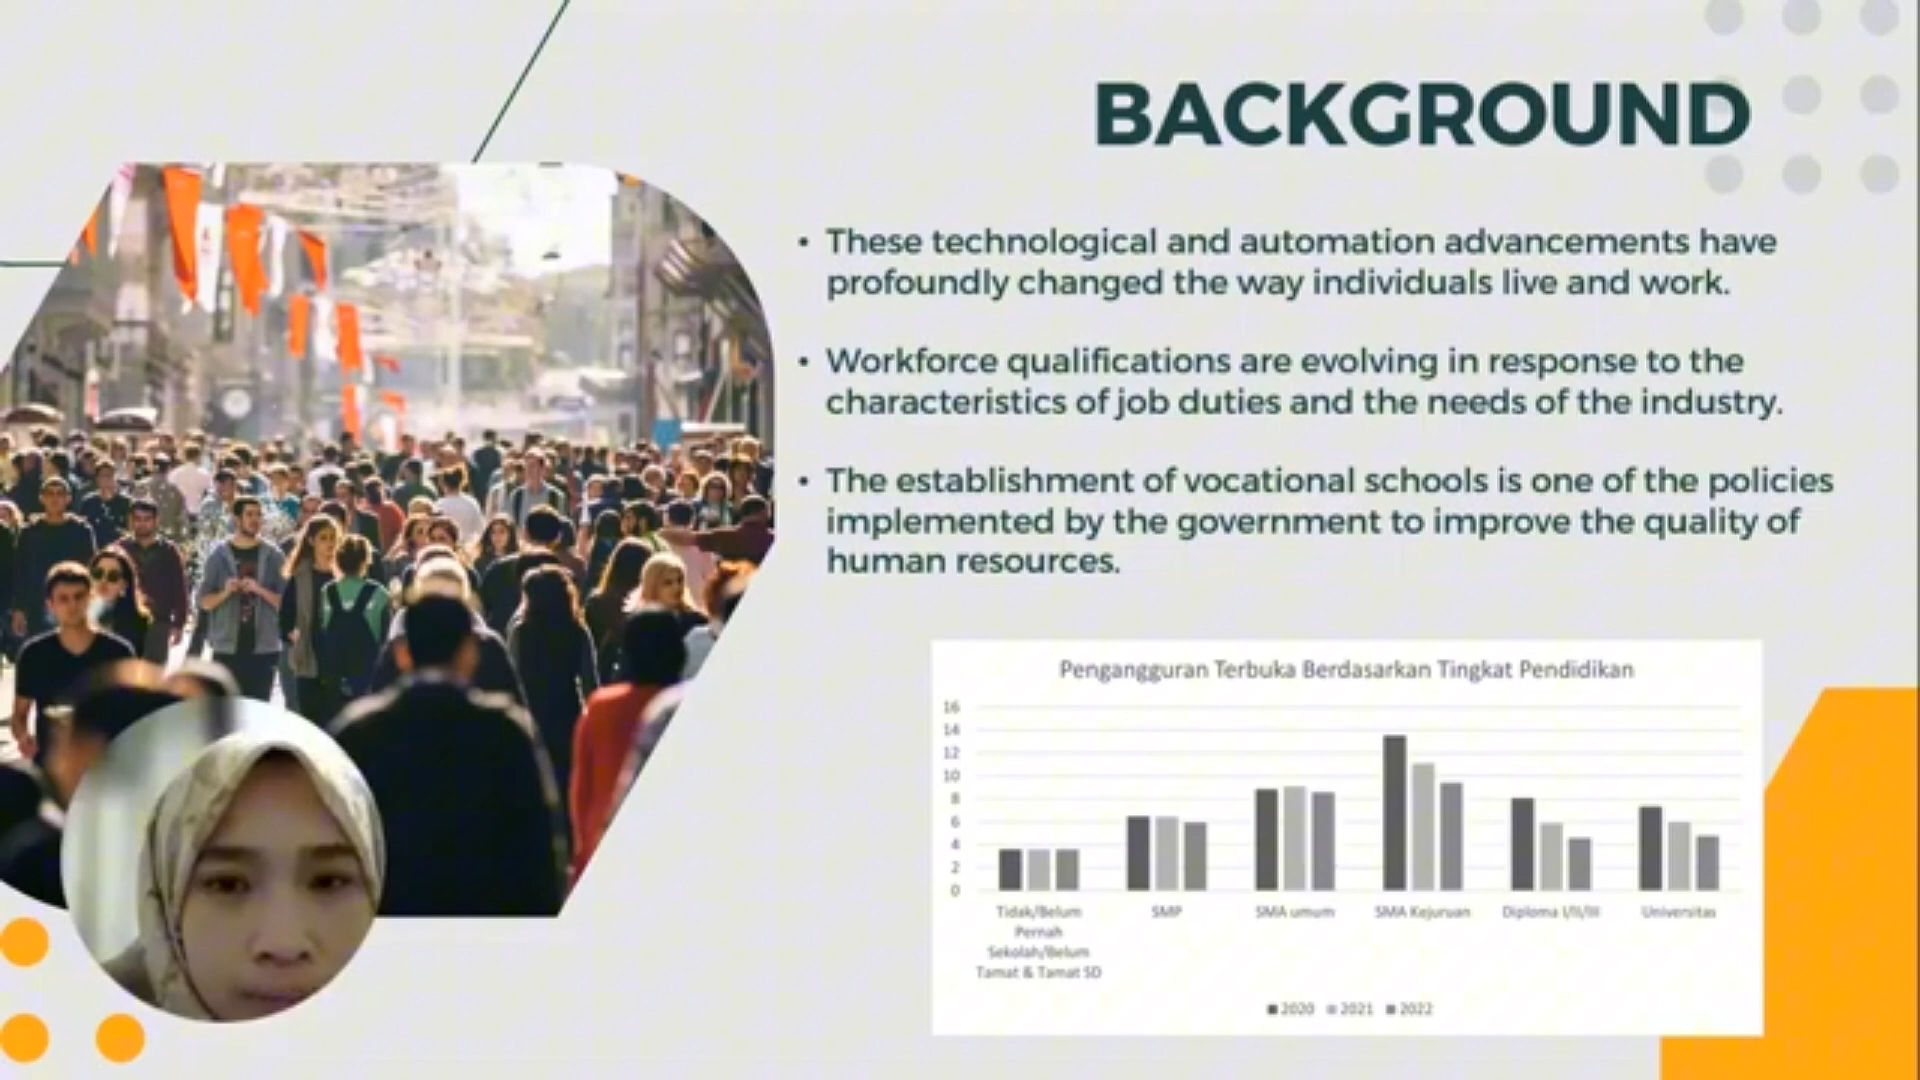 BACKGROUND
• These technological and automation advancements have
profoundly changed the way individuals live and work.
• Workforce qualifications are evolving in response to the
characteristics of job duties and the needs of the industry.
• The establishment of vocational schools is one of the policies
implemented by the government to improve the quality of
human resources.
Pengangguran Terbuka Berdasarkan Tingkat Pendidikan
16
14
12
10
8
6
4
2
0
Tidak/Belum
Pernah
Sekolah/Belum
Tamat & Tamat SD
SMP
SMA umum
SMA Kejuruan
Diploma I/II/III
Universitas
2020 2021 2022